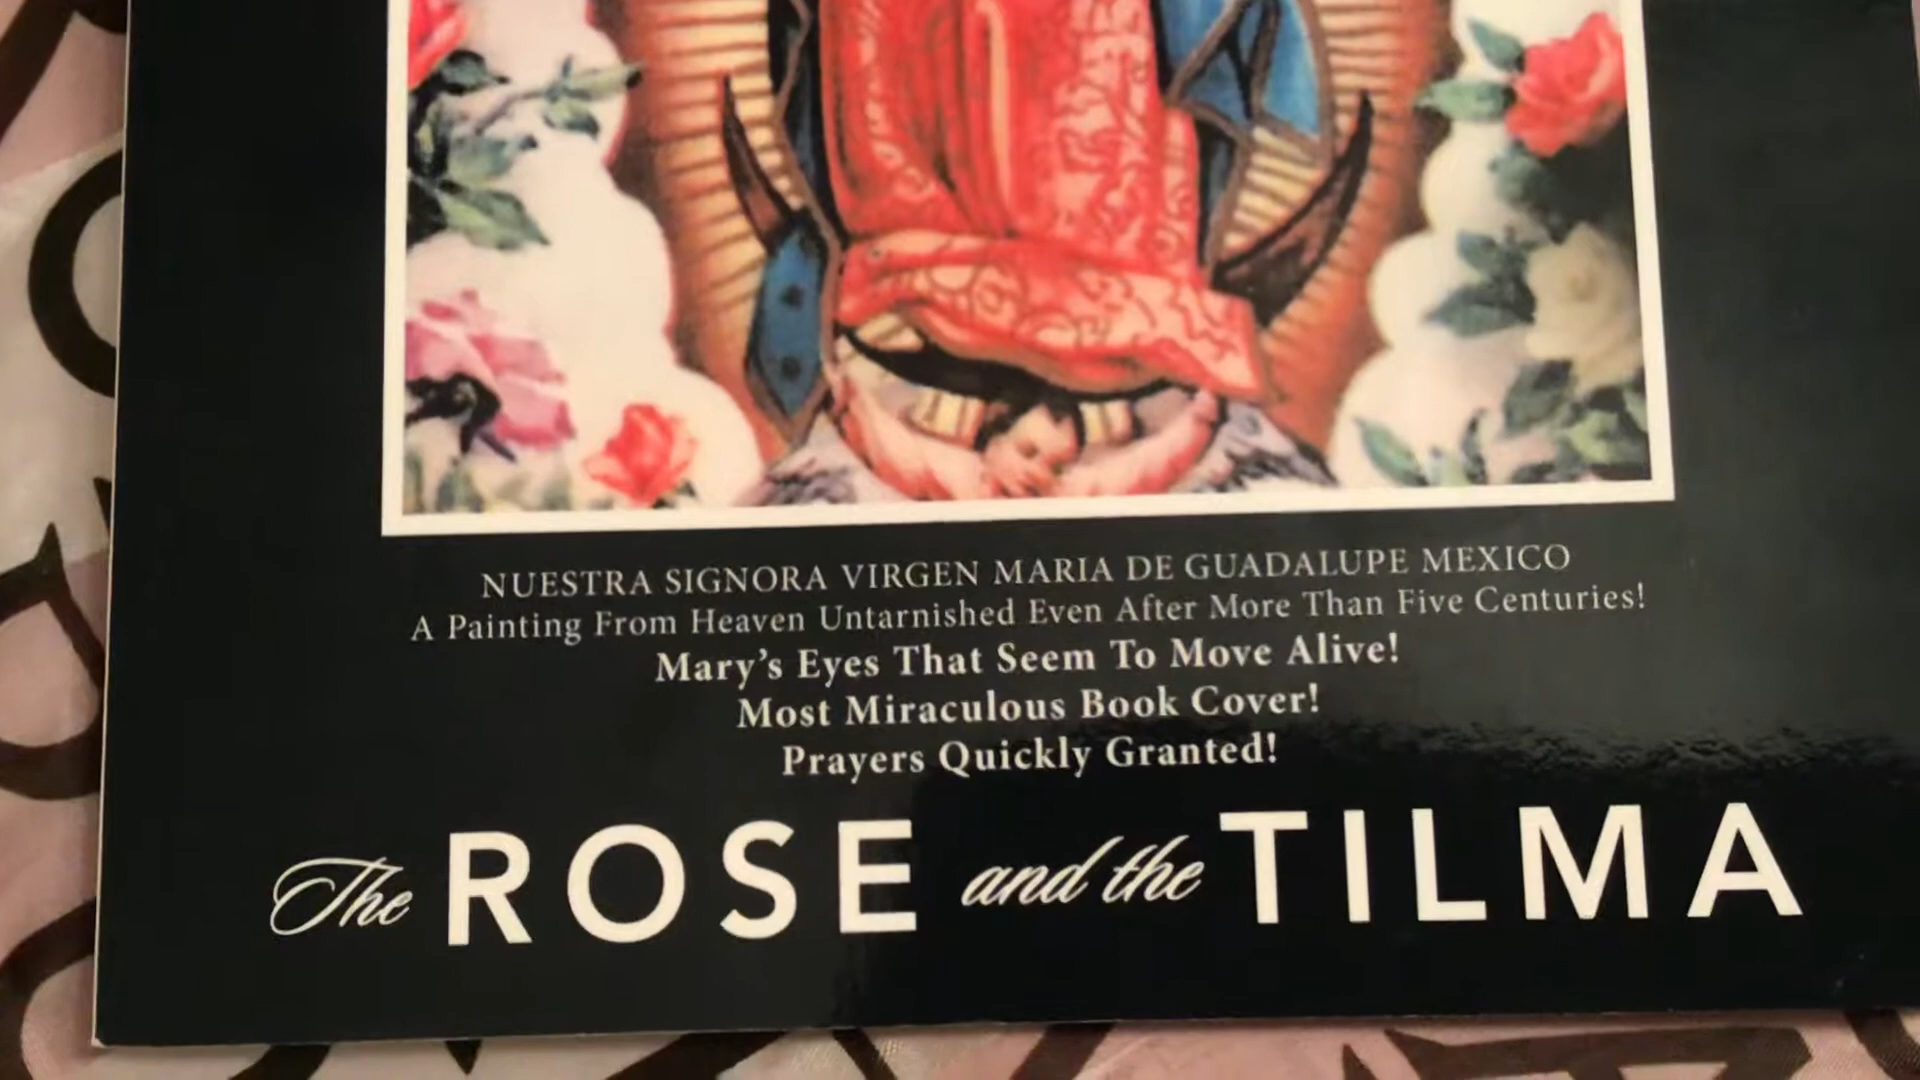 NUESTRA SIGNORA VIRGEN MARIA DE GUADALUPE MEXICO
A Painting From Heaven Untarnished Even After More Than Five Centuries!
Mary's Eyes That Seem To Move Alive!
Most Miraculous Book Cover!
Prayers Quickly Granted!
The ROSE and the TILMA